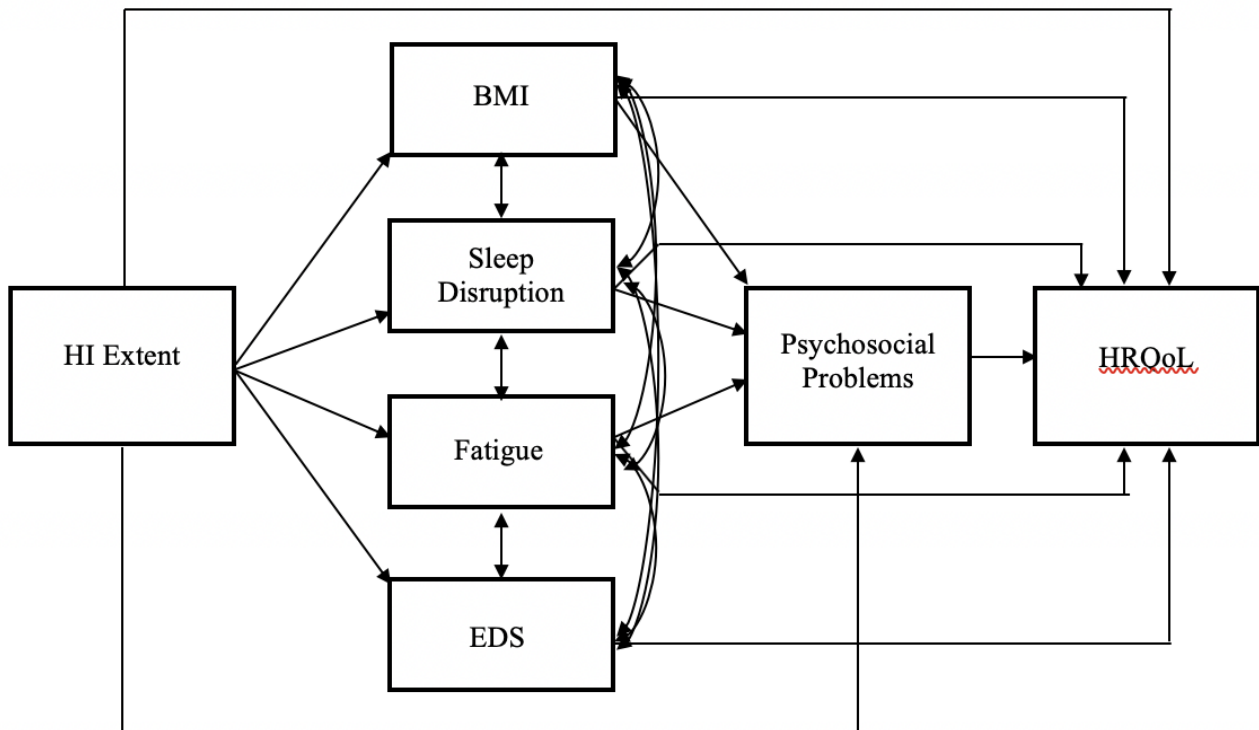 BMI
Sleep
Disruption
HI Extent
Psychosocial
Problems
HRQoL
Fatigue
EDS